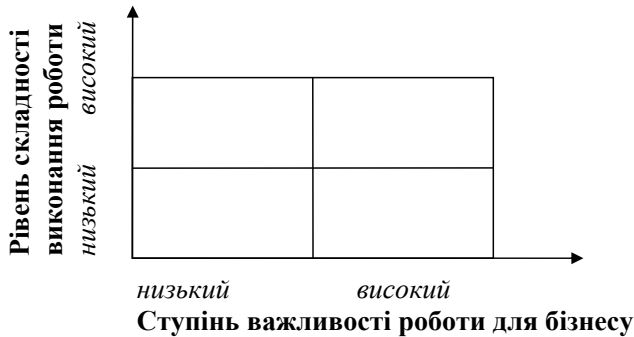 Рівень складності
виконання роботи
низький високий
низький високий
Ступінь важливості роботи для бізнесу